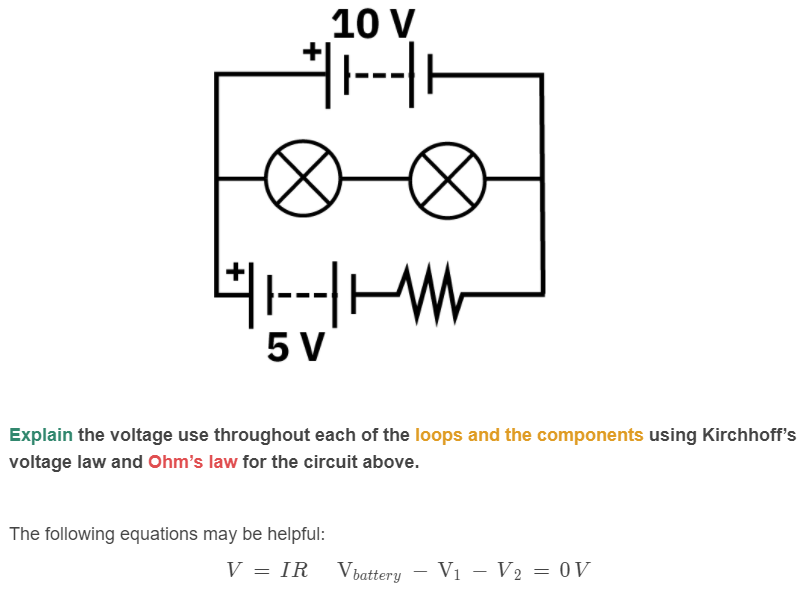 10 V
+
+
5 V
Explain the voltage use throughout each of the loops and the components using Kirchhoff’s
voltage law and Ohm’s law for the circuit above.
The following equations may be helpful:
V = IR V_battery − V₁ − V₂ = 0 V